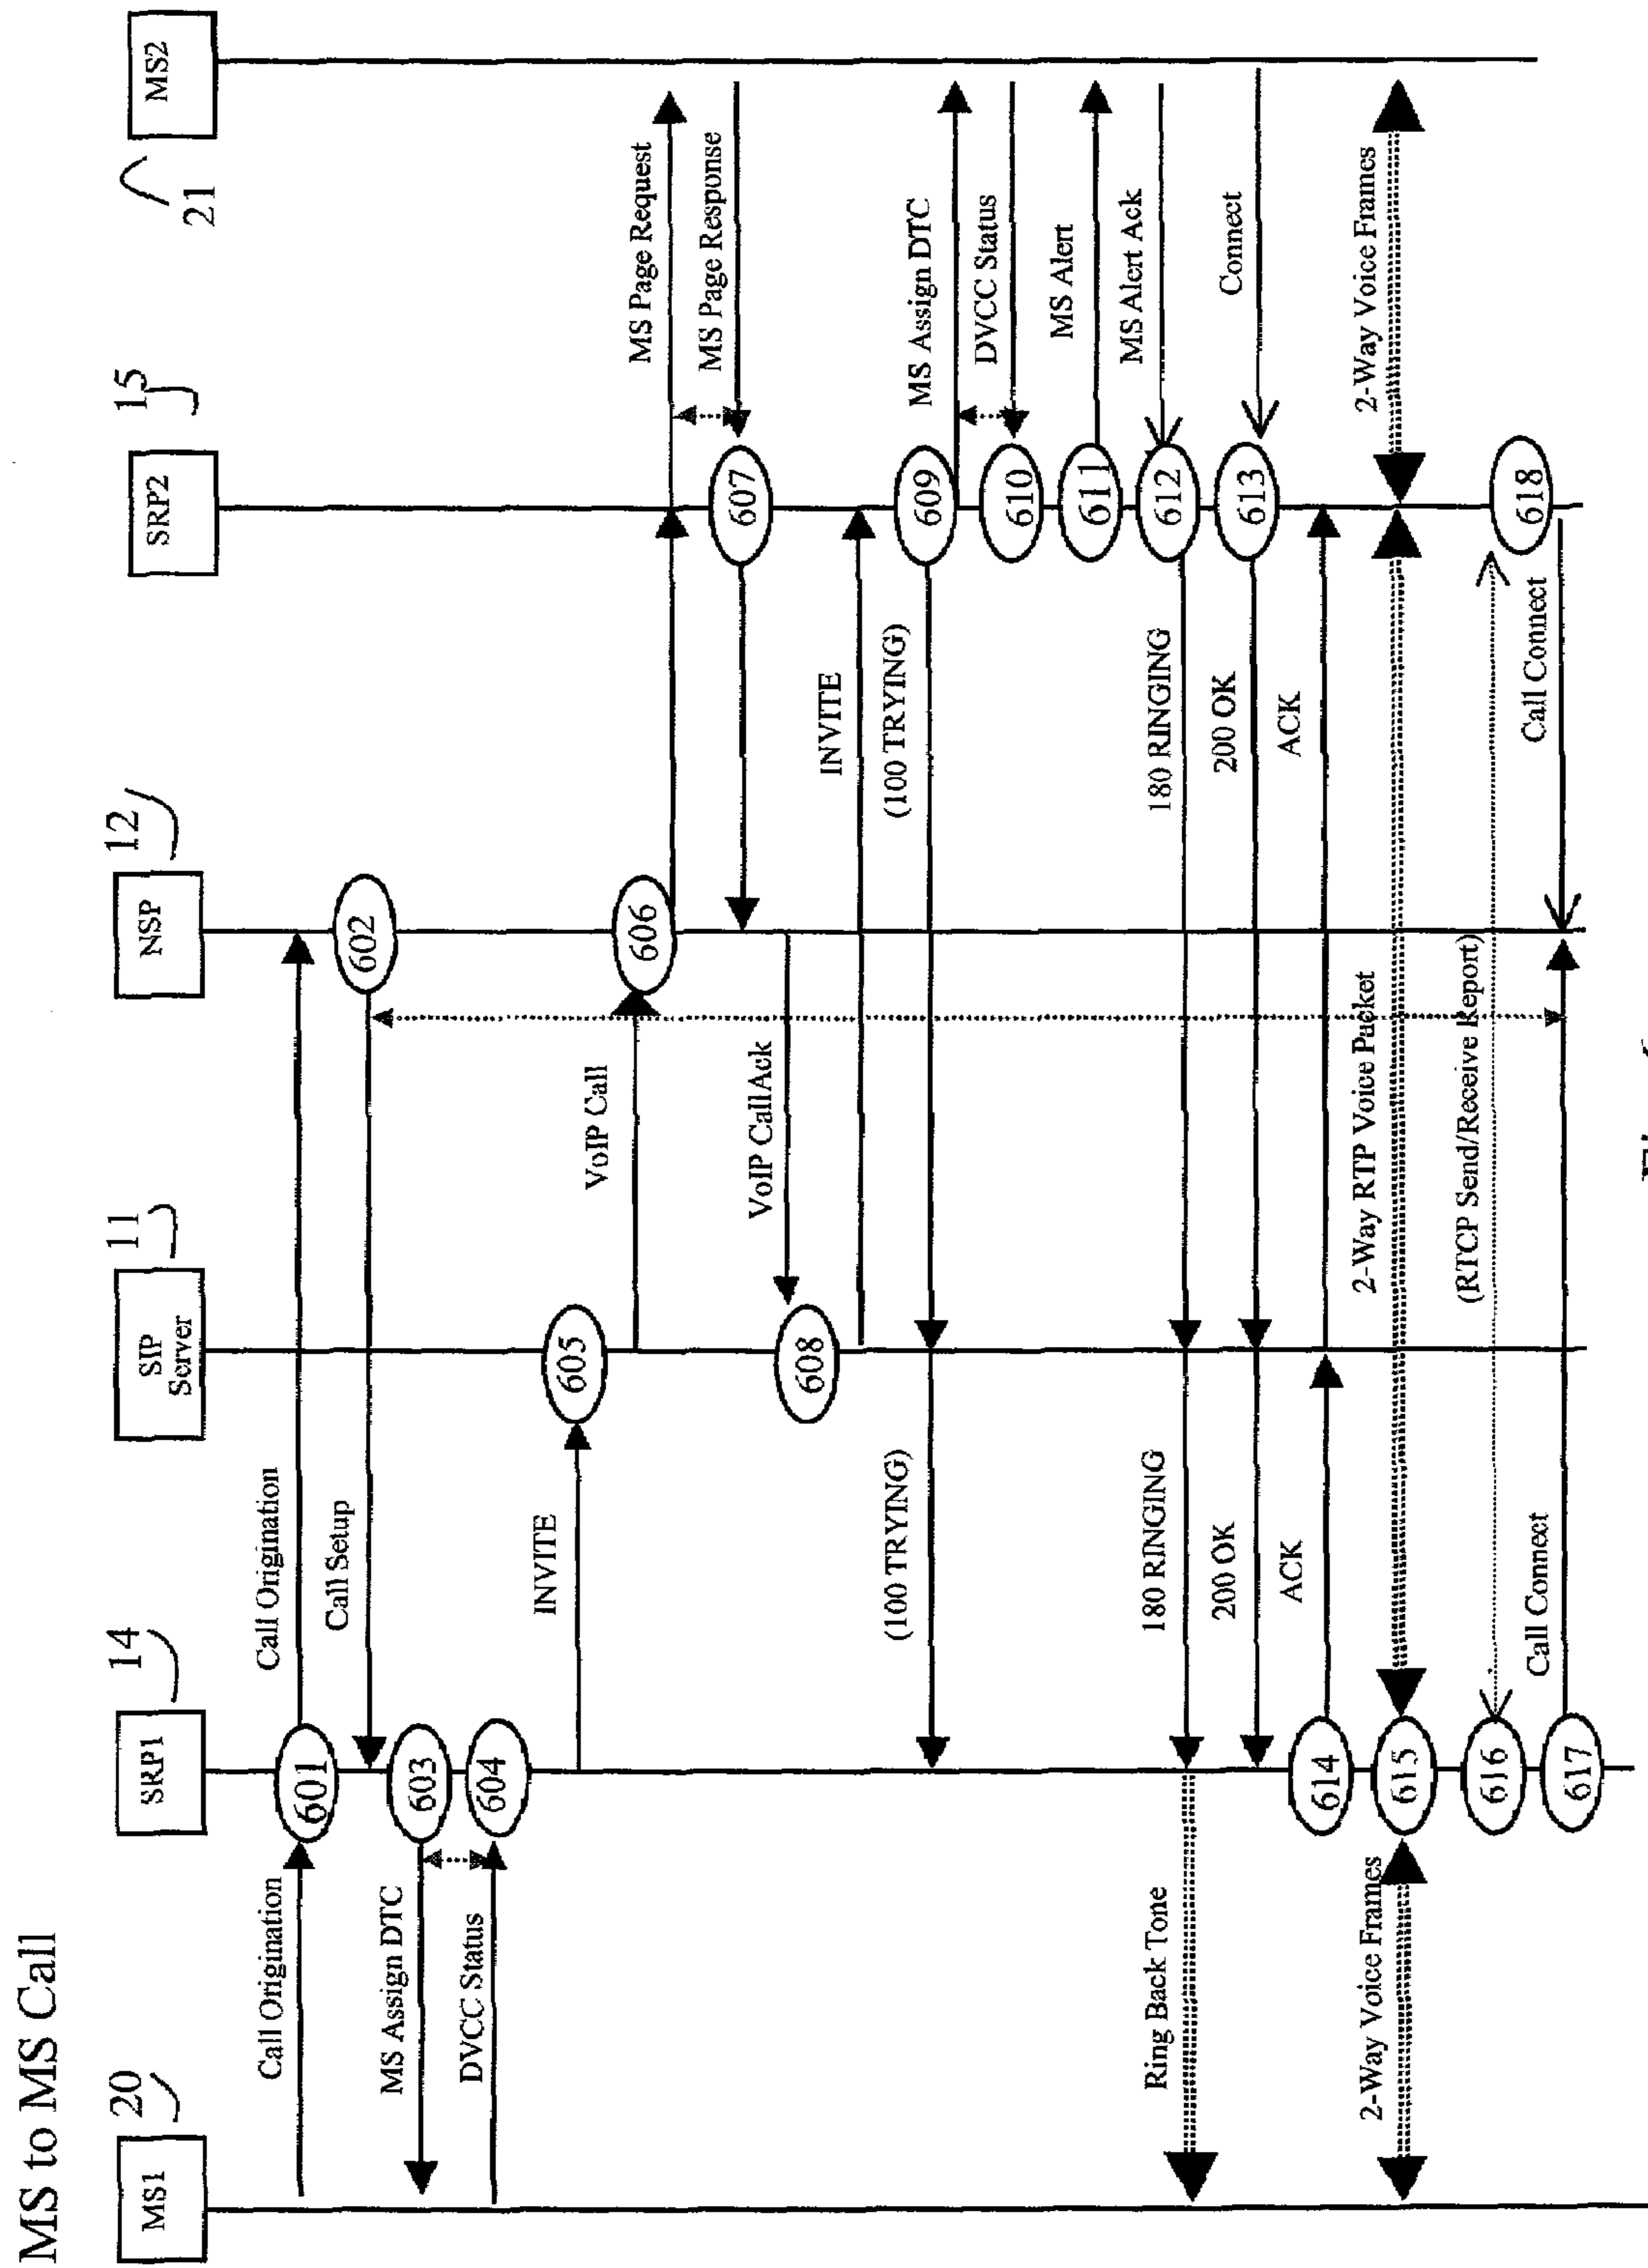 MS to MS Call
20
14
11
12
15
21
MS1
SRP1
SIP
Server
NSP
SRP2
MS2
Call Origination
601
Call Origination
602
Call Setup
MS Assign DTC
603
DVCC Status
604
INVITE
605
VoIP Call
606
MS Page Request
MS Page Response
607
VoIP CallAck
608
INVITE
609
MS Assign DTC
(100 TRYING)
(100 TRYING)
DVCC Status
610
MS Alert
611
MS Alert Ack
612
180 RINGING
180 RINGING
Ring Back Tone
Connect
613
200 OK
200 OK
614
ACK
ACK
2-Way Voice Frames
615
2-Way RTP Voice Packet
2-Way Voice Frames
616
(RTCP Send/Receive Report)
617
Call Connect
618
Call Connect